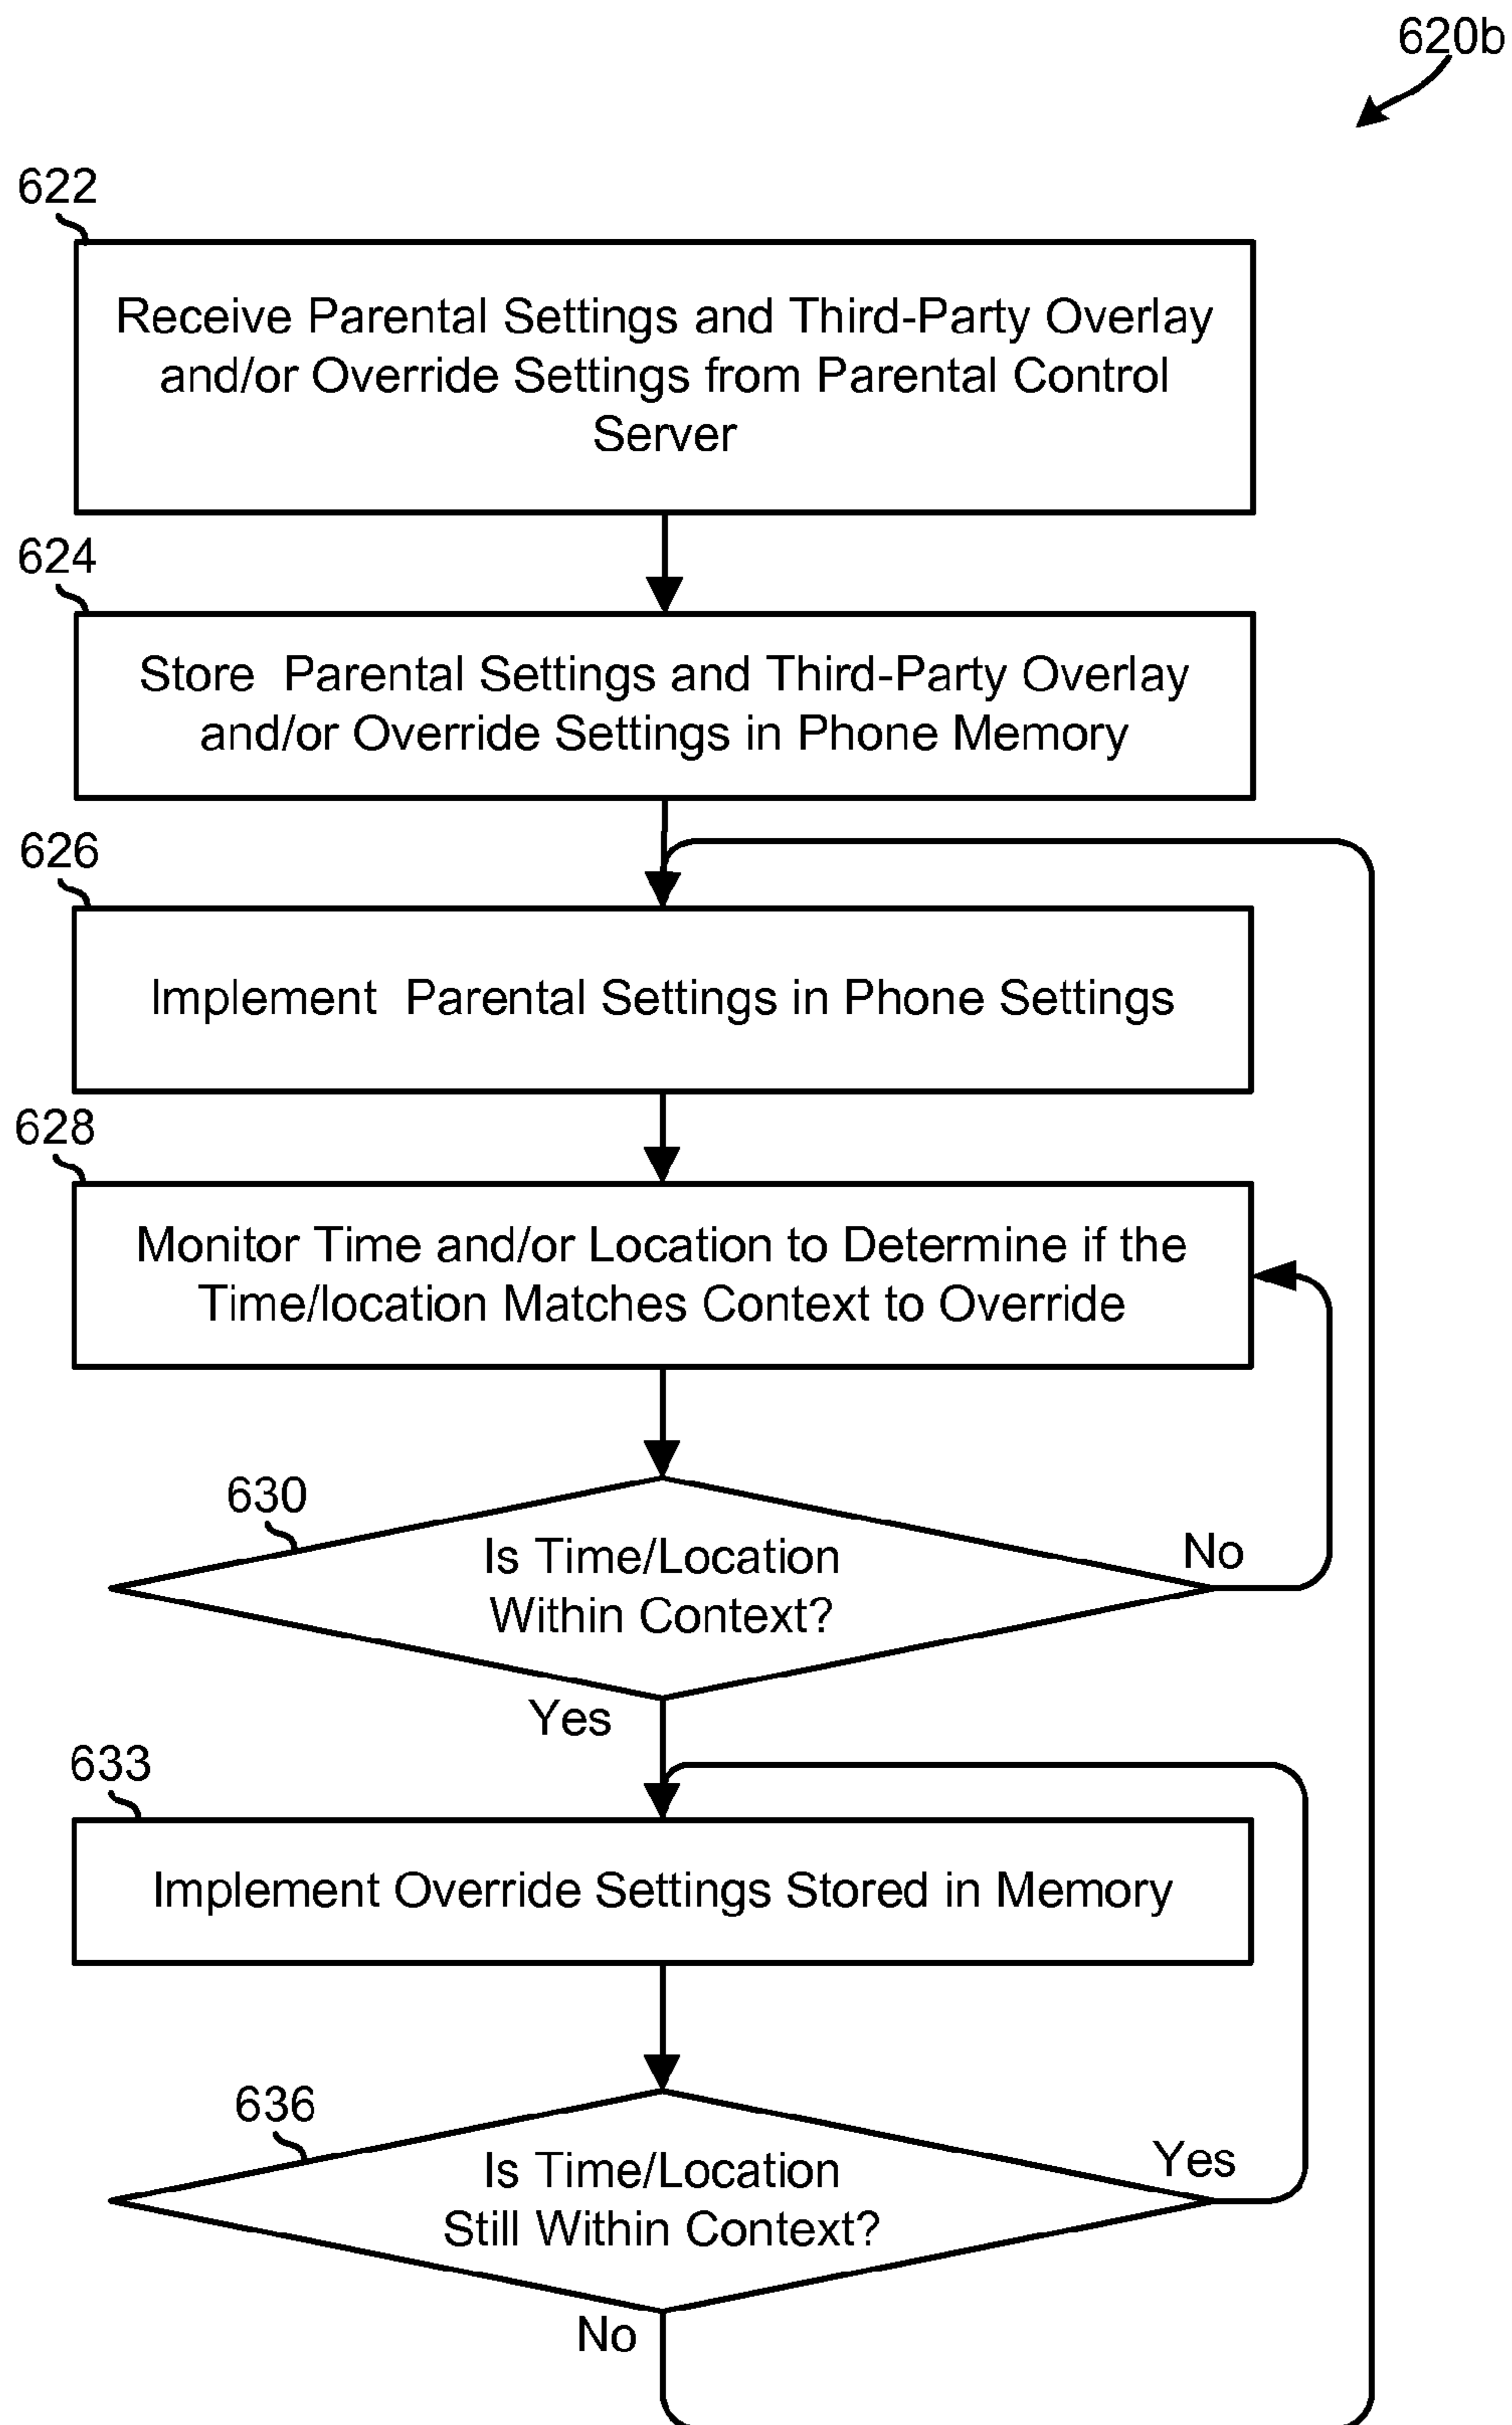 620b
622
Receive Parental Settings and Third-Party Overlay
and/or Override Settings from Parental Control
Server
624
Store Parental Settings and Third-Party Overlay
and/or Override Settings in Phone Memory
626
Implement Parental Settings in Phone Settings
628
Monitor Time and/or Location to Determine if the
Time/location Matches Context to Override
630
Is Time/Location
Within Context?
No
Yes
633
Implement Override Settings Stored in Memory
636
Is Time/Location
Still Within Context?
Yes
No